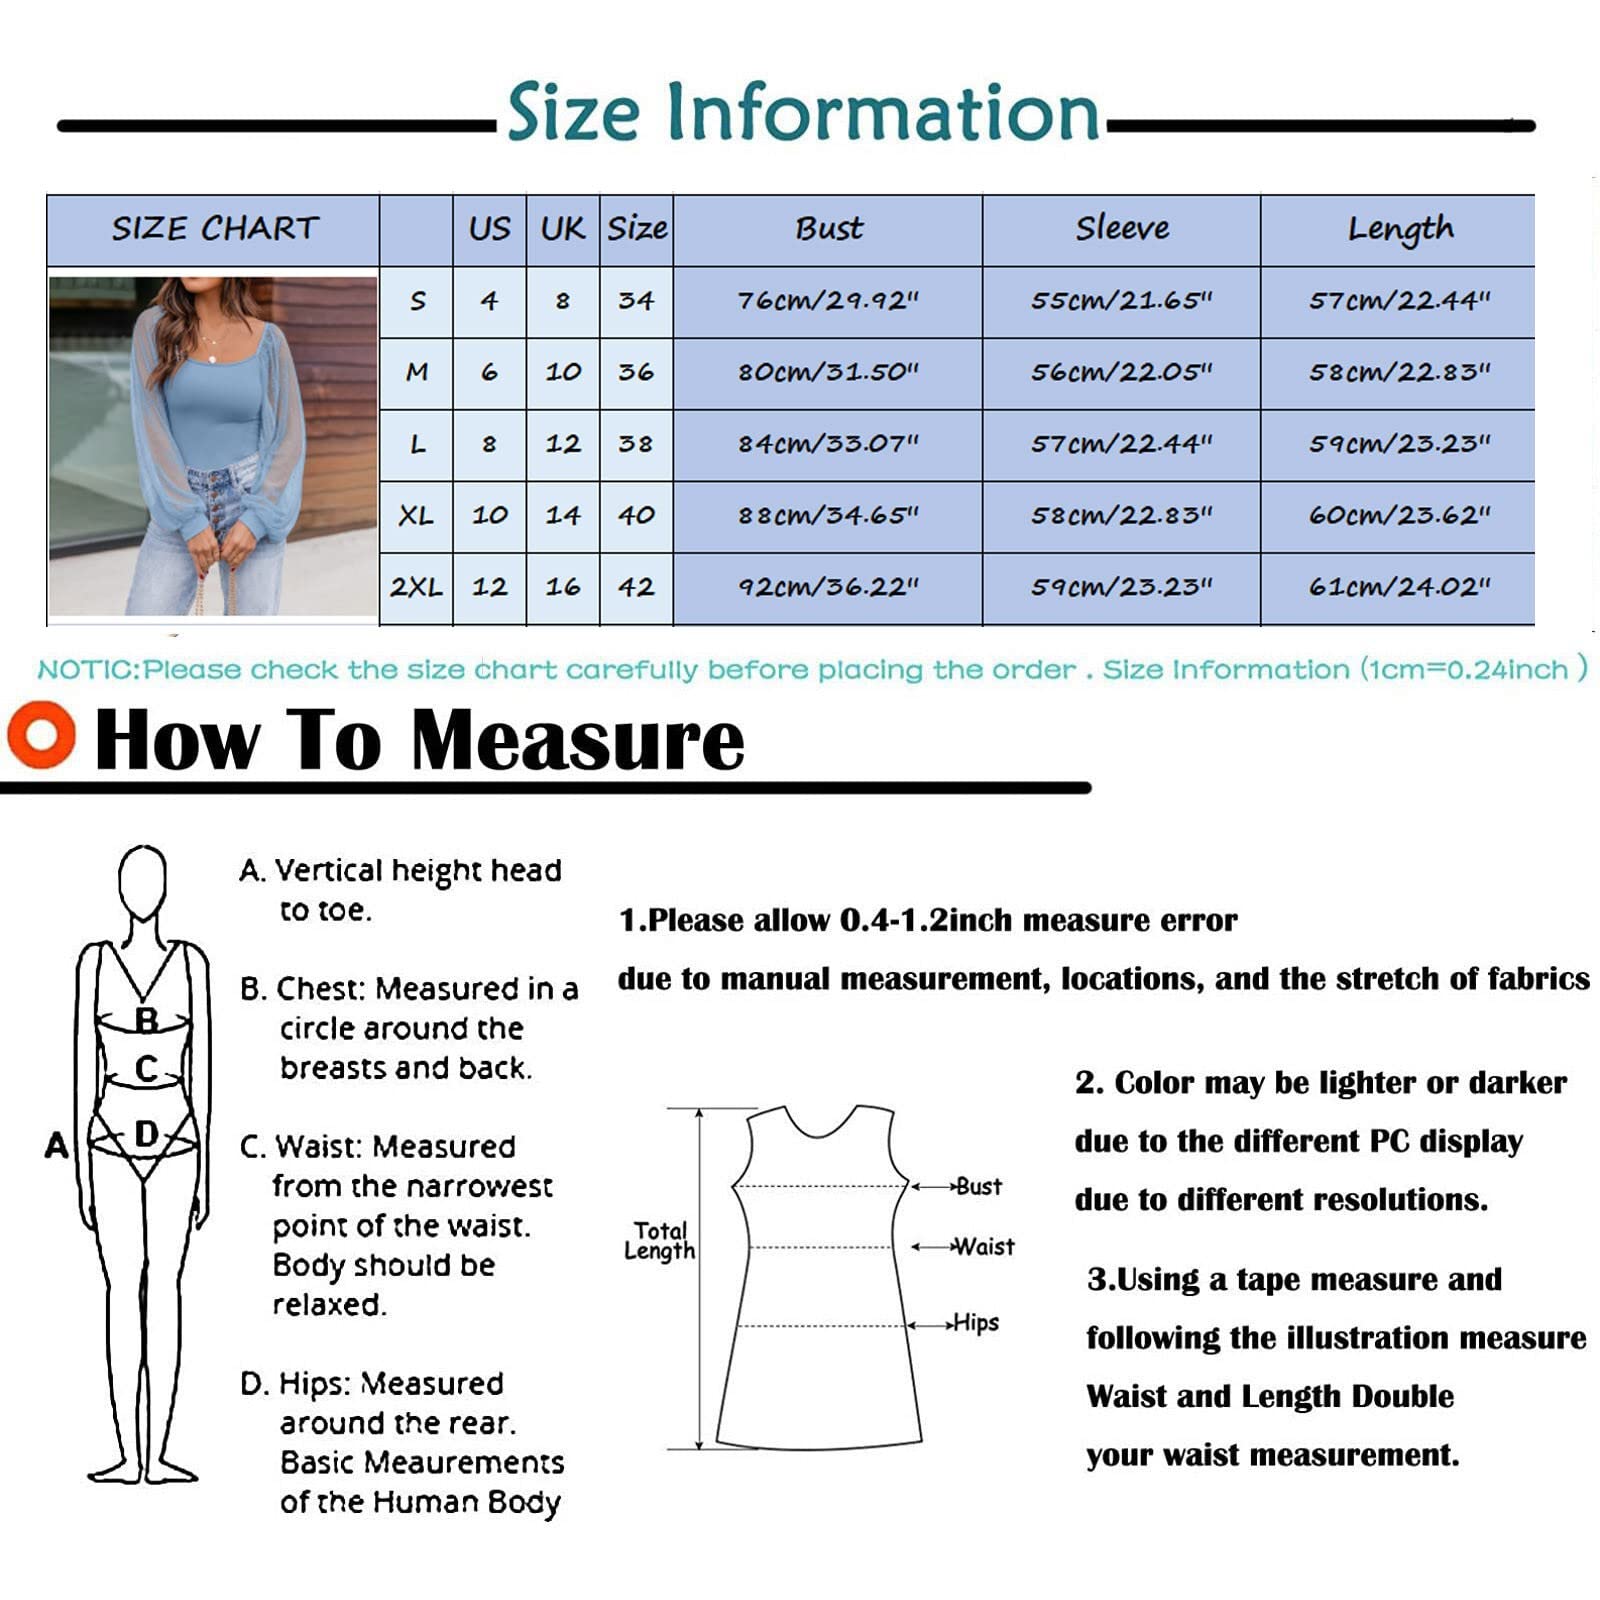 Size Information
SIZE CHART US UK Size Bust Sleeve Length
S 4 8 34 76cm/29.92" 55cm/21.65" 57cm/22.44"
M 6 10 36 80cm/31.50" 56cm/22.05" 58cm/22.83"
L 8 12 38 84cm/33.07" 57cm/22.44" 59cm/23.23"
XL 10 14 40 88cm/34.65" 58cm/22.83" 60cm/23.62"
2XL 12 16 42 92cm/36.22" 59cm/23.23" 61cm/24.02"
NOTIC:Please check the size chart carefully before placing the order . Size Information (1cm=0.24inch )
How To Measure
A
B
C
D
A. Vertical height head
to toe.
B. Chest: Measured in a
circle around the
breasts and back.
C. Waist: Measured
from the narrowest
point of the waist.
Body should be
relaxed.
D. Hips: Measured
around the rear.
Basic Meaurements
of the Human Body
1.Please allow 0.4-1.2inch measure error
due to manual measurement, locations, and the stretch of fabrics
Total
Length
Bust
Waist
Hips
2. Color may be lighter or darker
due to the different PC display
due to different resolutions.
3.Using a tape measure and
following the illustration measure
Waist and Length Double
your waist measurement.